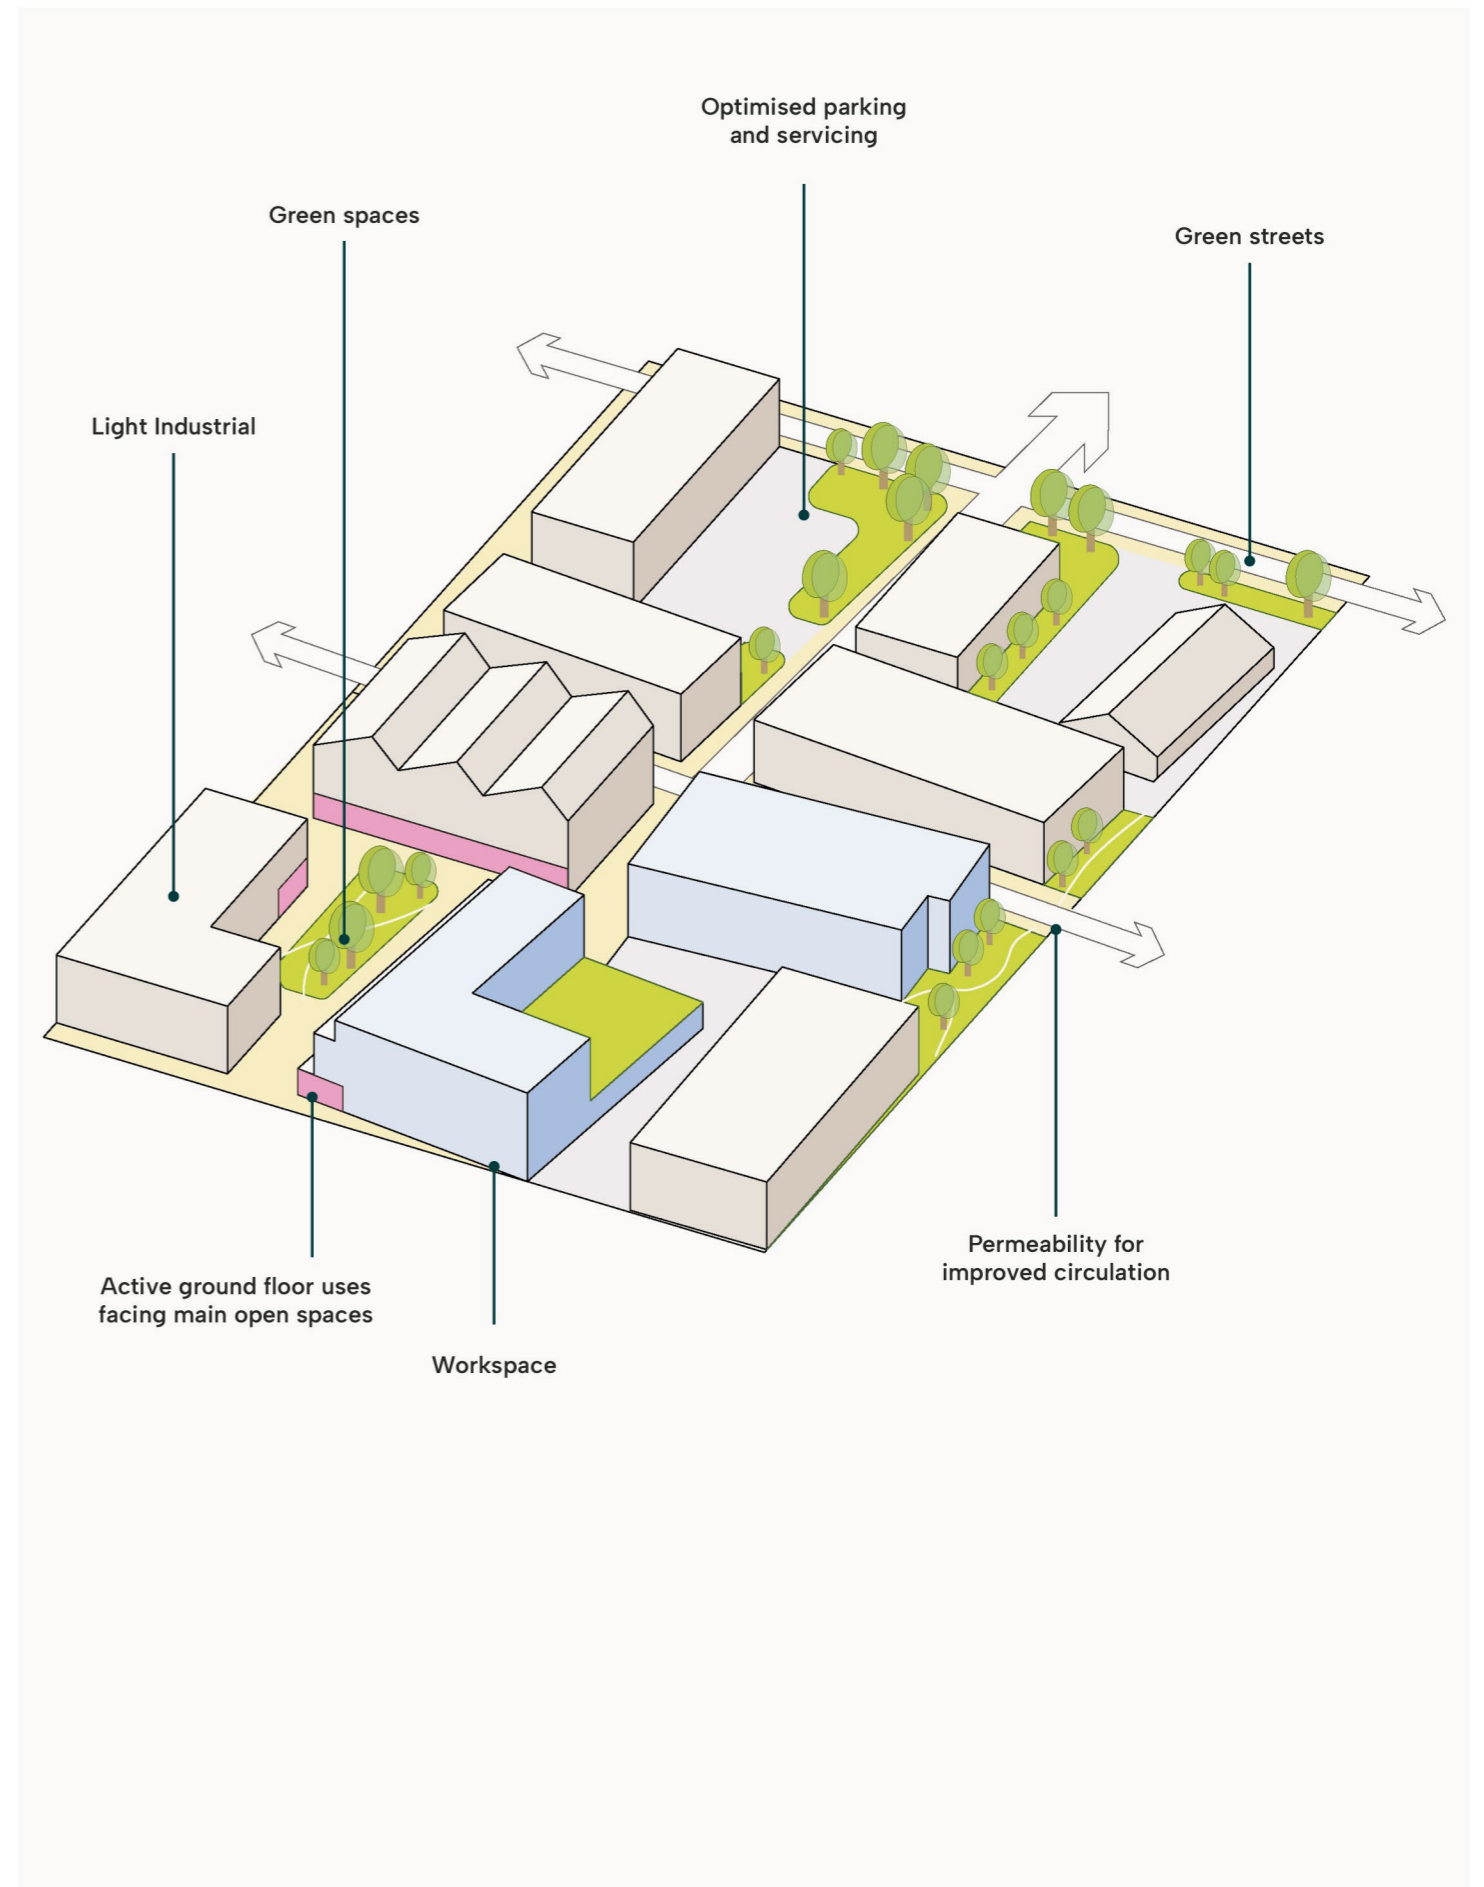 Optimised parking
and servicing
Green spaces
Green streets
Light Industrial
Permeability for
improved circulation
Active ground floor uses
facing main open spaces
Workspace